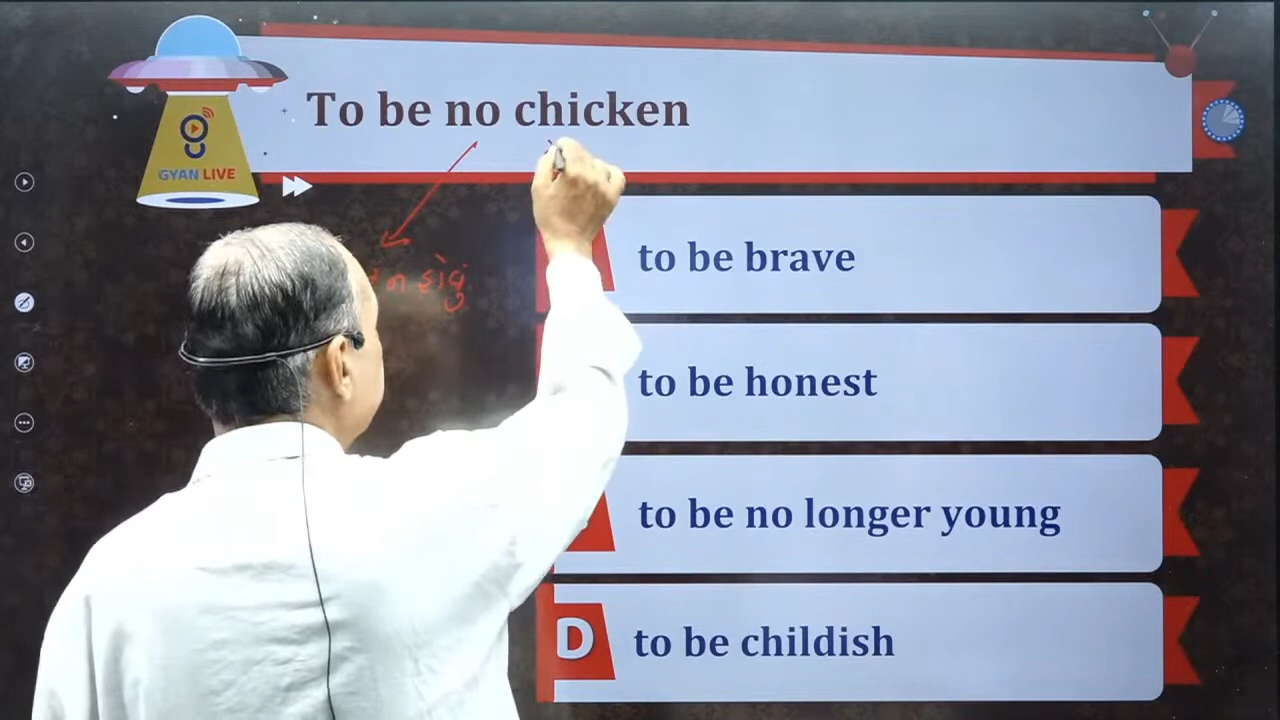 To be no chicken
GYAN LIVE
ન હોવું
to be brave
to be honest
to be no longer young
D to be childish